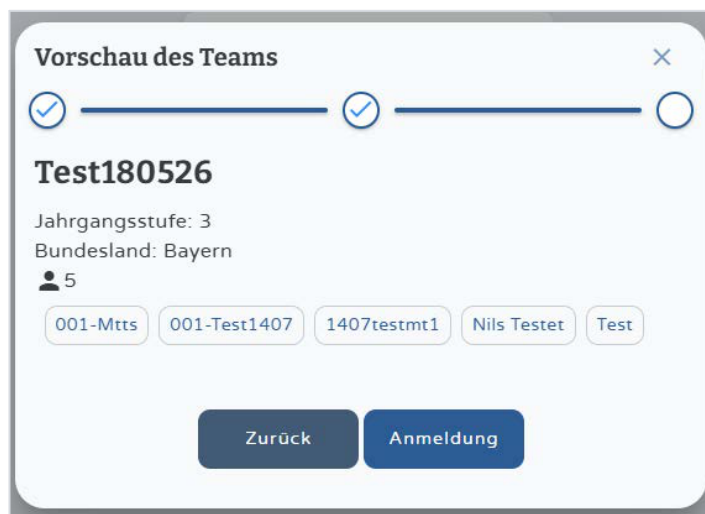 Vorschau des Teams
Test180526
Jahrgangsstufe: 3
Bundesland: Bayern
5
001-Mtts 001-Test1407 1407testmt1 Nils Testet Test
Zurück Anmeldung